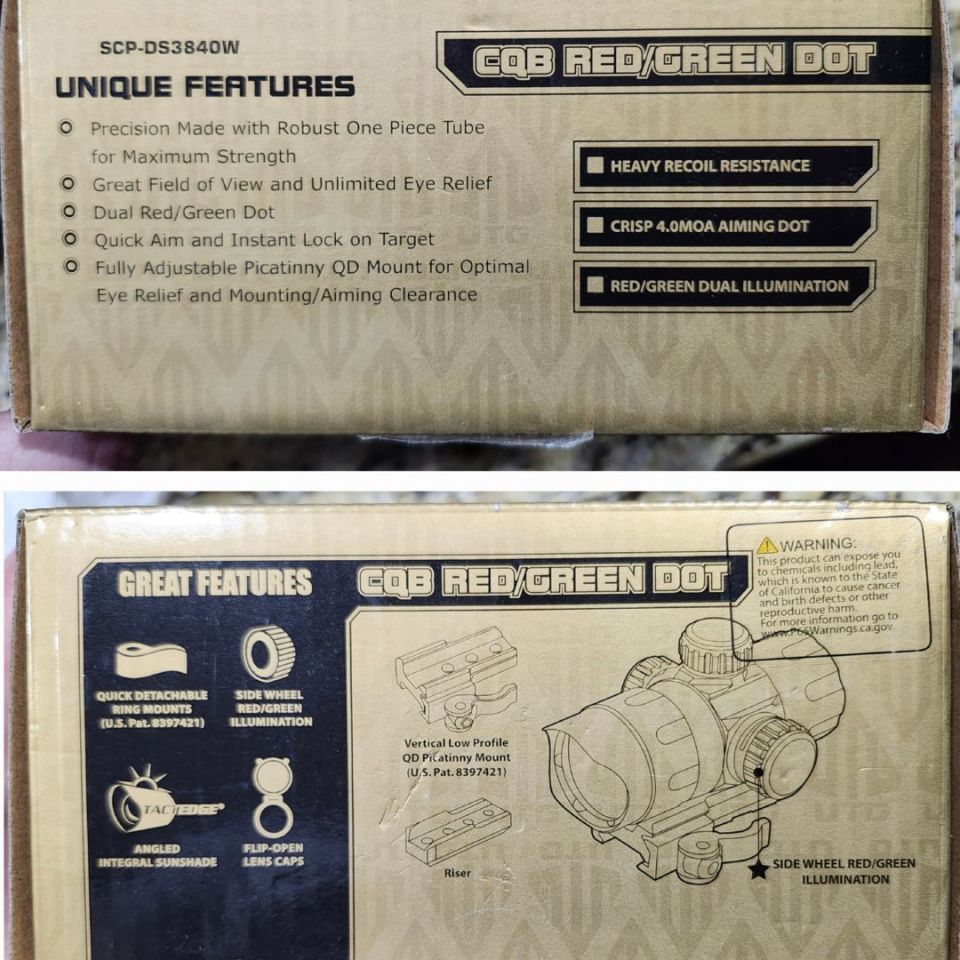 SCP-DS3840W
UNIQUE FEATURES
Precision Made with Robust One Piece Tube
for Maximum Strength
Great Field of View and Unlimited Eye Relief
Dual Red/Green Dot
Quick Aim and Instant Lock on Target
Fully Adjustable Picatinny QD Mount for Optimal
Eye Relief and Mounting/Aiming Clearance
CQB RED/GREEN DOT
HEAVY RECOIL RESISTANCE
CRISP 4.0MOA AIMING DOT
RED/GREEN DUAL ILLUMINATION
UTG
GREAT FEATURES
QUICK DETACHABLE
RING MOUNTS
(U.S. Pat. 8397421)
SIDE WHEEL
RED/GREEN
ILLUMINATION
TACTEDGE®
ANGLED
INTEGRAL SUNSHADE
FLIP-OPEN
LENS CAPS
CQB RED/GREEN DOT
Vertical Low Profile
QD Picatinny Mount
(U.S. Pat. 8397421)
Riser
SIDE WHEEL RED/GREEN
ILLUMINATION
WARNING:
This product can expose you
to chemicals including lead,
which is known to the State
of California to cause cancer
and birth defects or other
reproductive harm.
For more information go to
www.P65Warnings.ca.gov